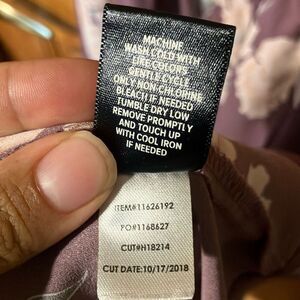 MACHINE
WASH COLD WITH
LIKE COLORS
GENTLE CYCLE
ONLY NON-CHLORINE
BLEACH IF NEEDED
TUMBLE DRY LOW
REMOVE PROMPTLY
AND TOUCH UP
WITH COOL IRON
IF NEEDED
ITEM#11626192
PO#1168627
CUT#H18214
CUT DATE:10/17/2018